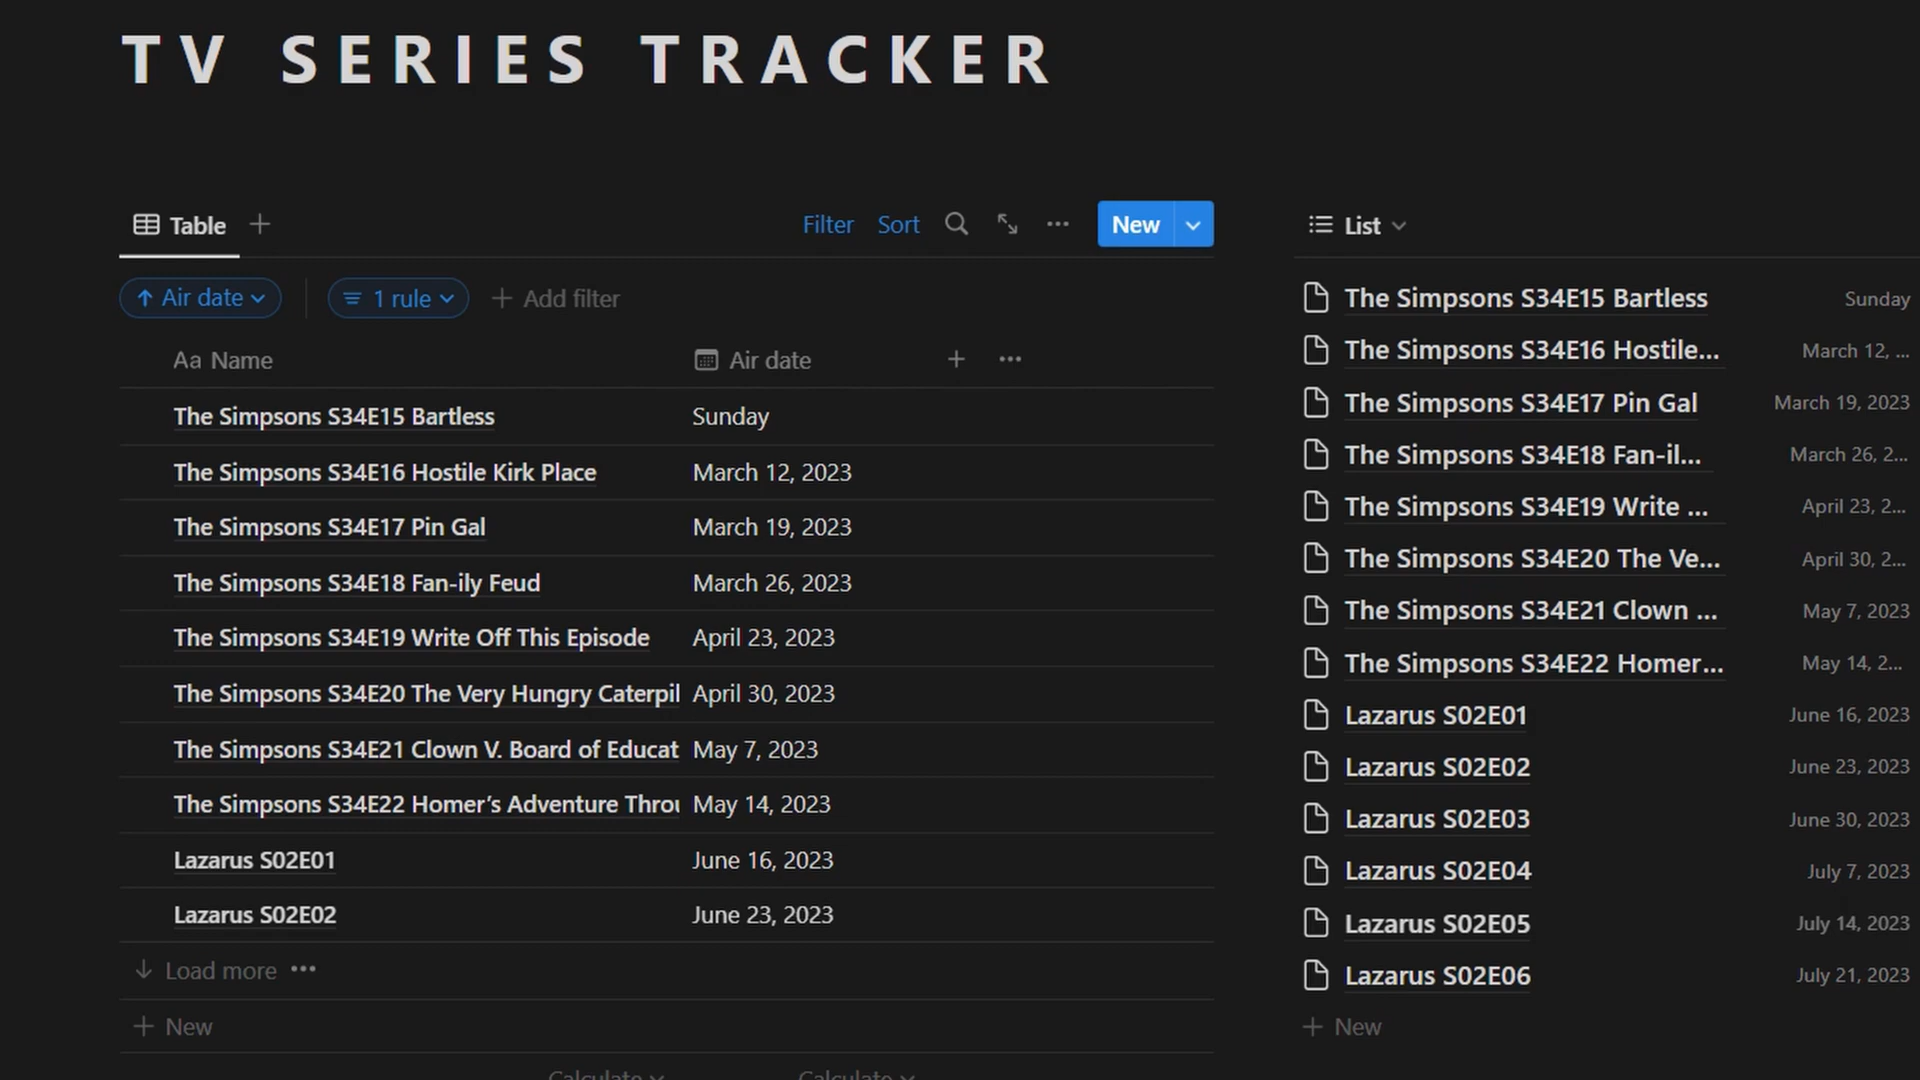 TV SERIES TRACKER
Table
Filter Sort New
Air date 1 rule Add filter
Aa Name Air date
The Simpsons S34E15 Bartless Sunday
The Simpsons S34E16 Hostile Kirk Place March 12, 2023
The Simpsons S34E17 Pin Gal March 19, 2023
The Simpsons S34E18 Fan-ily Feud March 26, 2023
The Simpsons S34E19 Write Off This Episode April 23, 2023
The Simpsons S34E20 The Very Hungry Caterpil April 30, 2023
The Simpsons S34E21 Clown V. Board of Educat May 7, 2023
The Simpsons S34E22 Homer’s Adventure Throu May 14, 2023
Lazarus S02E01 June 16, 2023
Lazarus S02E02 June 23, 2023
Load more •••
New
Calculate Calculate
List
The Simpsons S34E15 Bartless Sunday
The Simpsons S34E16 Hostile... March 12, ...
The Simpsons S34E17 Pin Gal March 19, 2023
The Simpsons S34E18 Fan-il... March 26, 2...
The Simpsons S34E19 Write ... April 23, 2...
The Simpsons S34E20 The Ve... April 30, 2...
The Simpsons S34E21 Clown ... May 7, 2023
The Simpsons S34E22 Homer... May 14, 2...
Lazarus S02E01 June 16, 2023
Lazarus S02E02 June 23, 2023
Lazarus S02E03 June 30, 2023
Lazarus S02E04 July 7, 2023
Lazarus S02E05 July 14, 2023
Lazarus S02E06 July 21, 2023
New